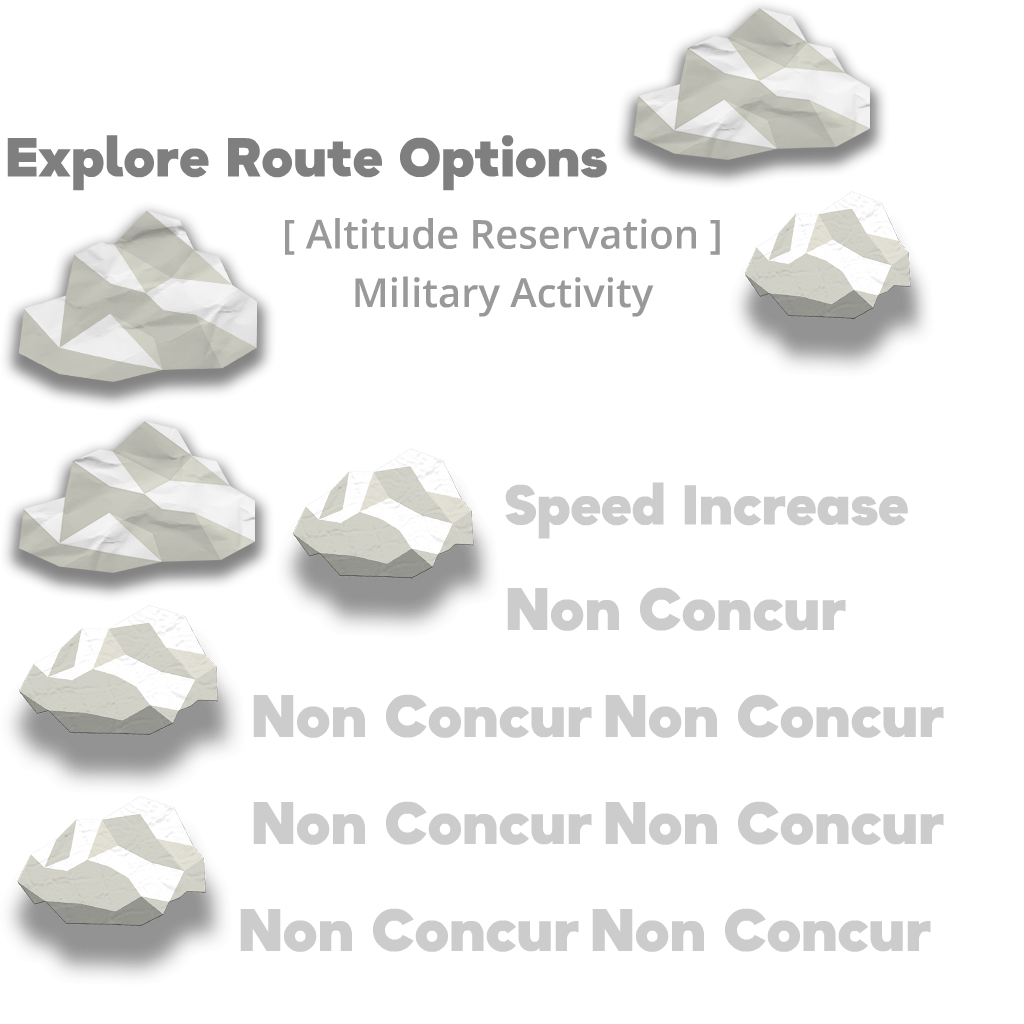 Explore Route Options
[ Altitude Reservation ]
Military Activity
Speed Increase
Non Concur
Non Concur Non Concur
Non Concur Non Concur
Non Concur Non Concur